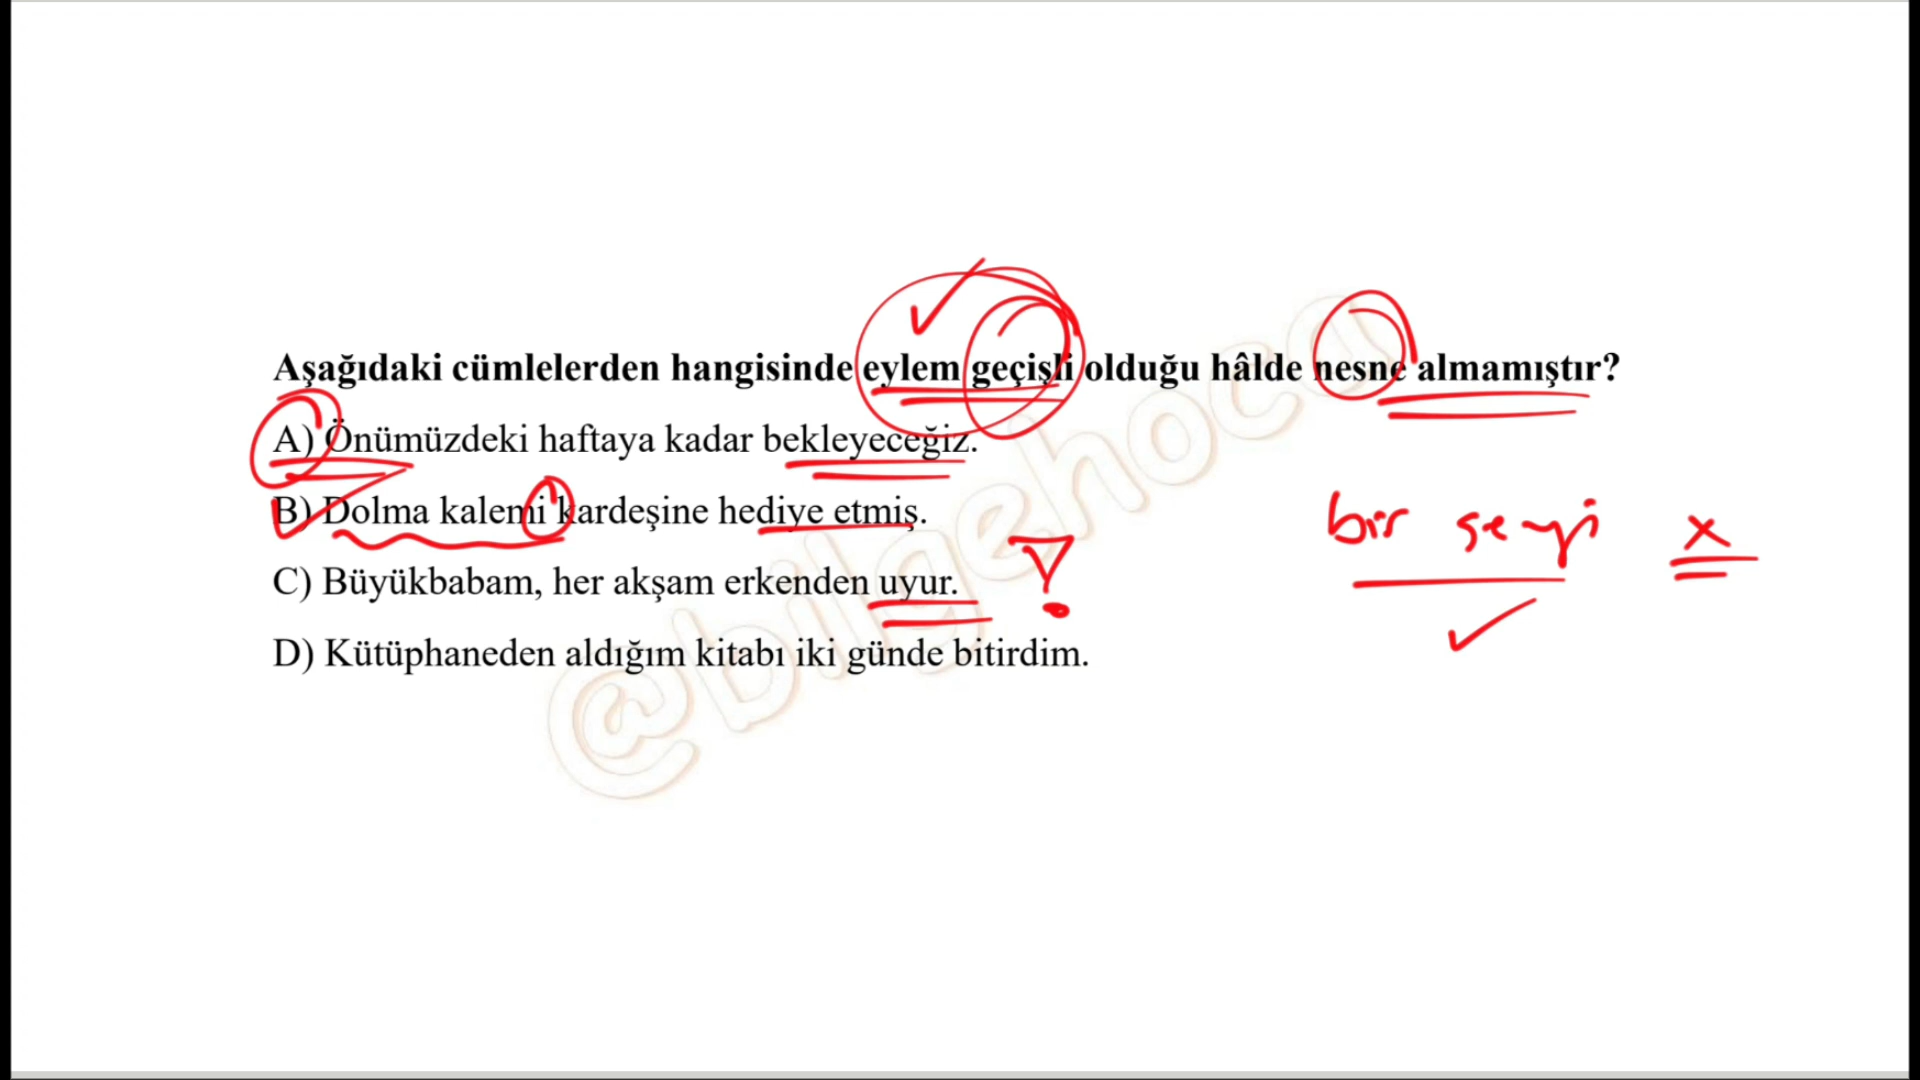 Aşağıdaki cümlelerden hangisinde eylem geçişli olduğu hâlde nesne almamıştır?
A) Önümüzdeki haftaya kadar bekleyeceğiz.
B) Dolma kalemi kardeşine hediye etmiş.
C) Büyükbabam, her akşam erkenden uyur.
D) Kütüphaneden aldığım kitabı iki günde bitirdim.
bir şeyi x
@bilgehoca